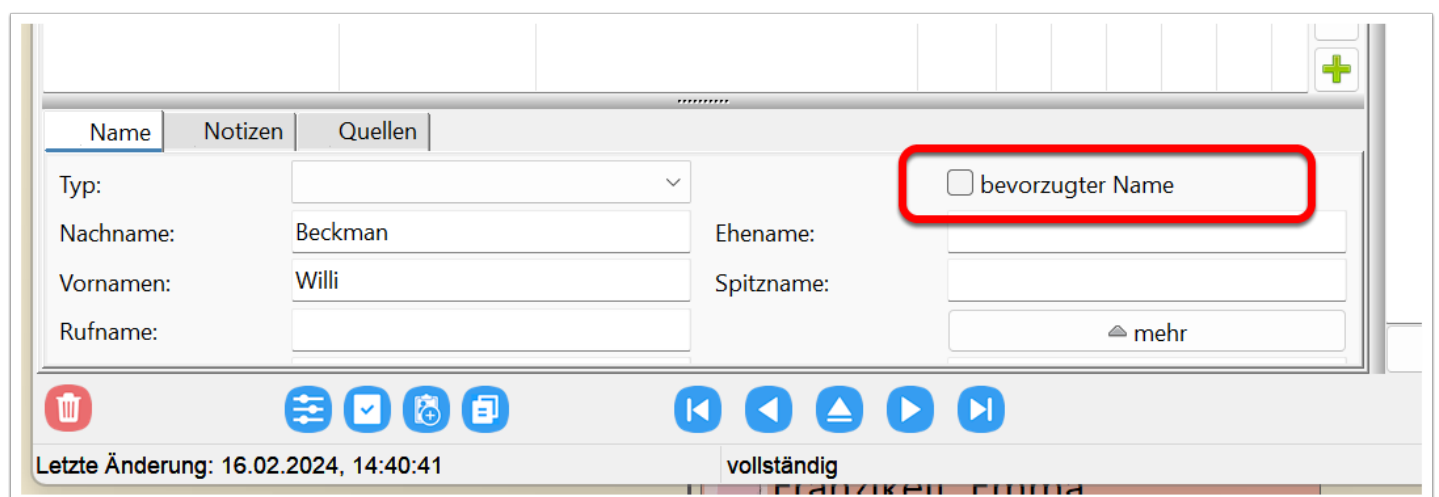 Name Notizen Quellen
Typ: bevorzugter Name
Nachname: Beckman Ehename:
Vornamen: Willi Spitzname:
Rufname: mehr
Letzte Änderung: 16.02.2024, 14:40:41 vollständig
Emma